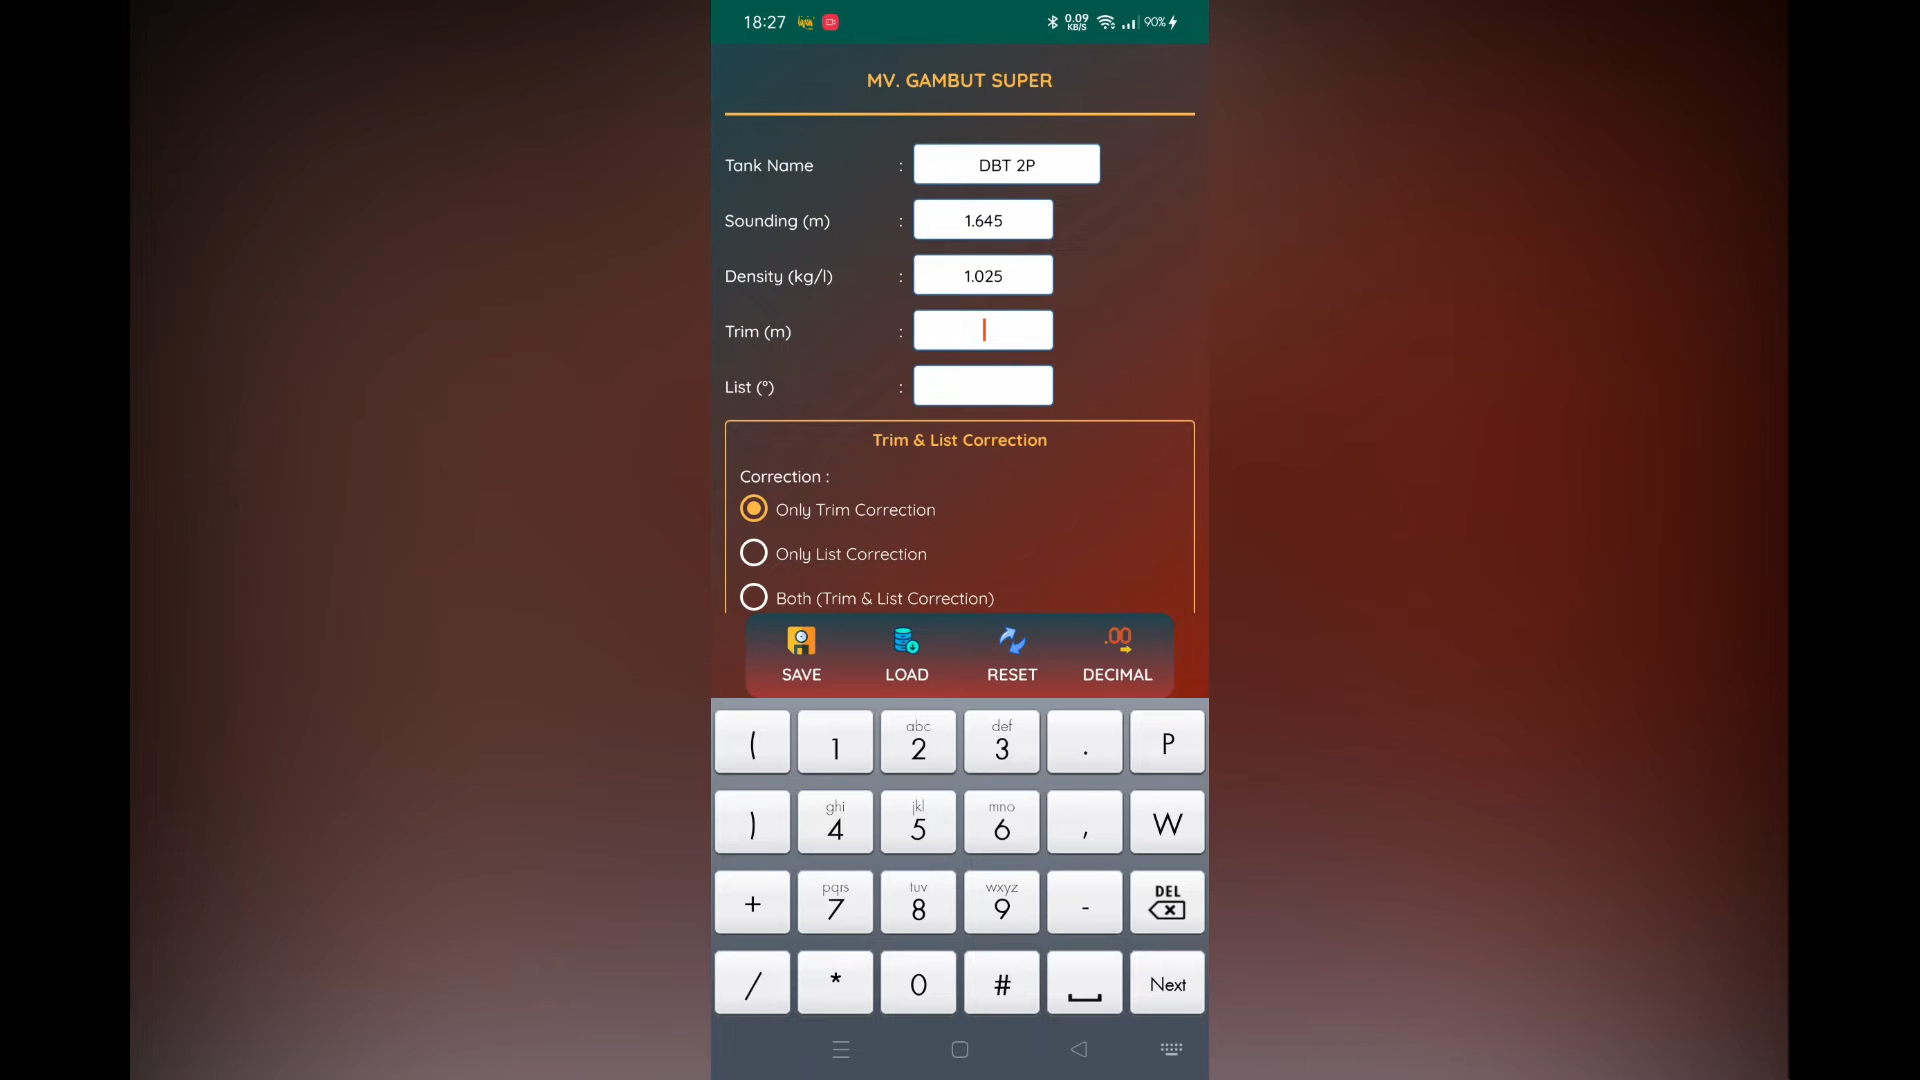 18:27
0.09
KB/S
90%
MV. GAMBUT SUPER
Tank Name : DBT 2P
Sounding (m) : 1.645
Density (kg/l) : 1.025
Trim (m) :
List (°) :
Trim & List Correction
Correction :
Only Trim Correction
Only List Correction
Both (Trim & List Correction)
.00
SAVE LOAD RESET DECIMAL
( 1 abc 2 def 3 . P
) ghi 4 jkl 5 mno 6 , W
+ pqrs 7 tuv 8 wxyz 9 - DEL
/ * 0 # Next